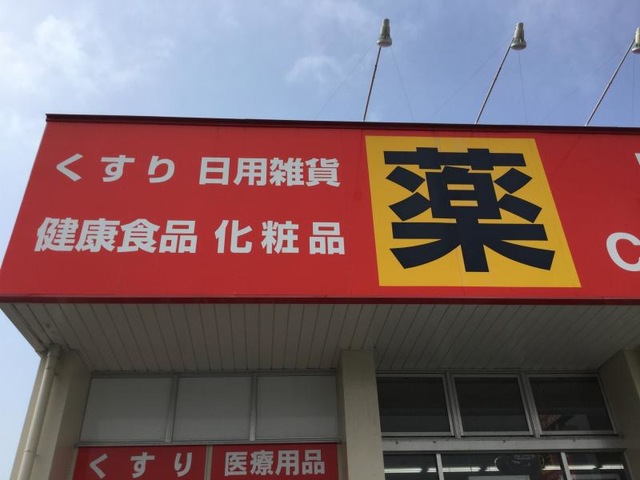 くすり 日用雑貨
健康食品 化粧品
薬
くすり
医療用品